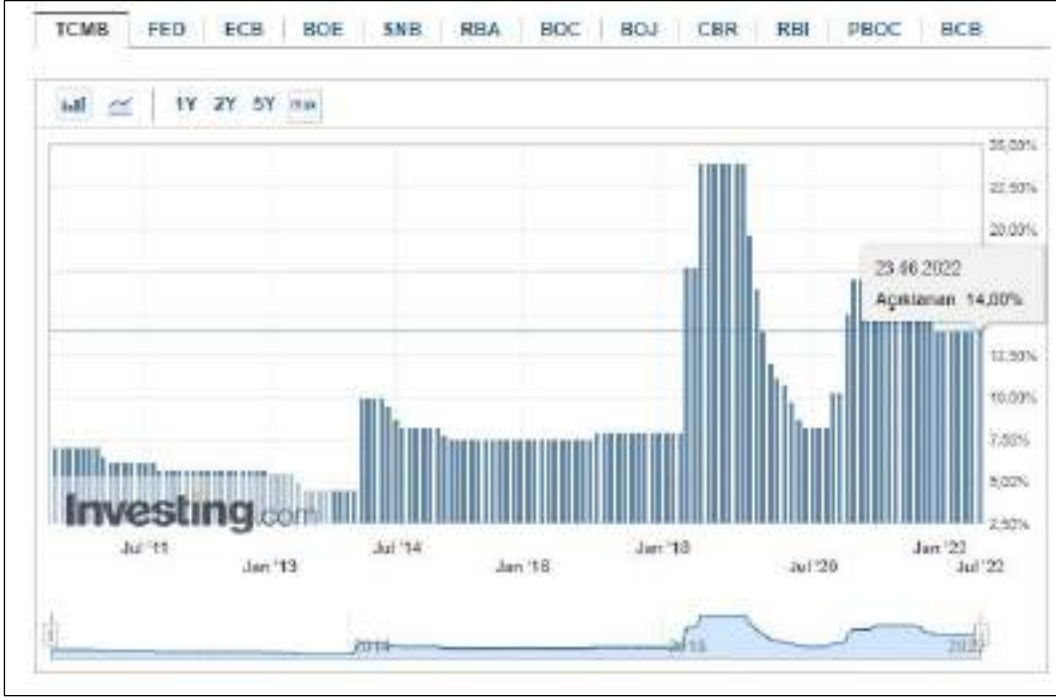 TCMB FED ECB BOE SNB RBA BOC BOJ CBR RBI PBOC BCB
1Y 2Y 5Y max
25,00%
22,50%
20,00%
23.06.2022
Açıklanan 14,00%
12,50%
10,00%
7,50%
5,00%
2,50%
Investing.com
Jul '11 Jul '14 Jan '18 Jan '22
Jan '13 Jan '16 Jul '20 Jul '22
2014 2018 2022